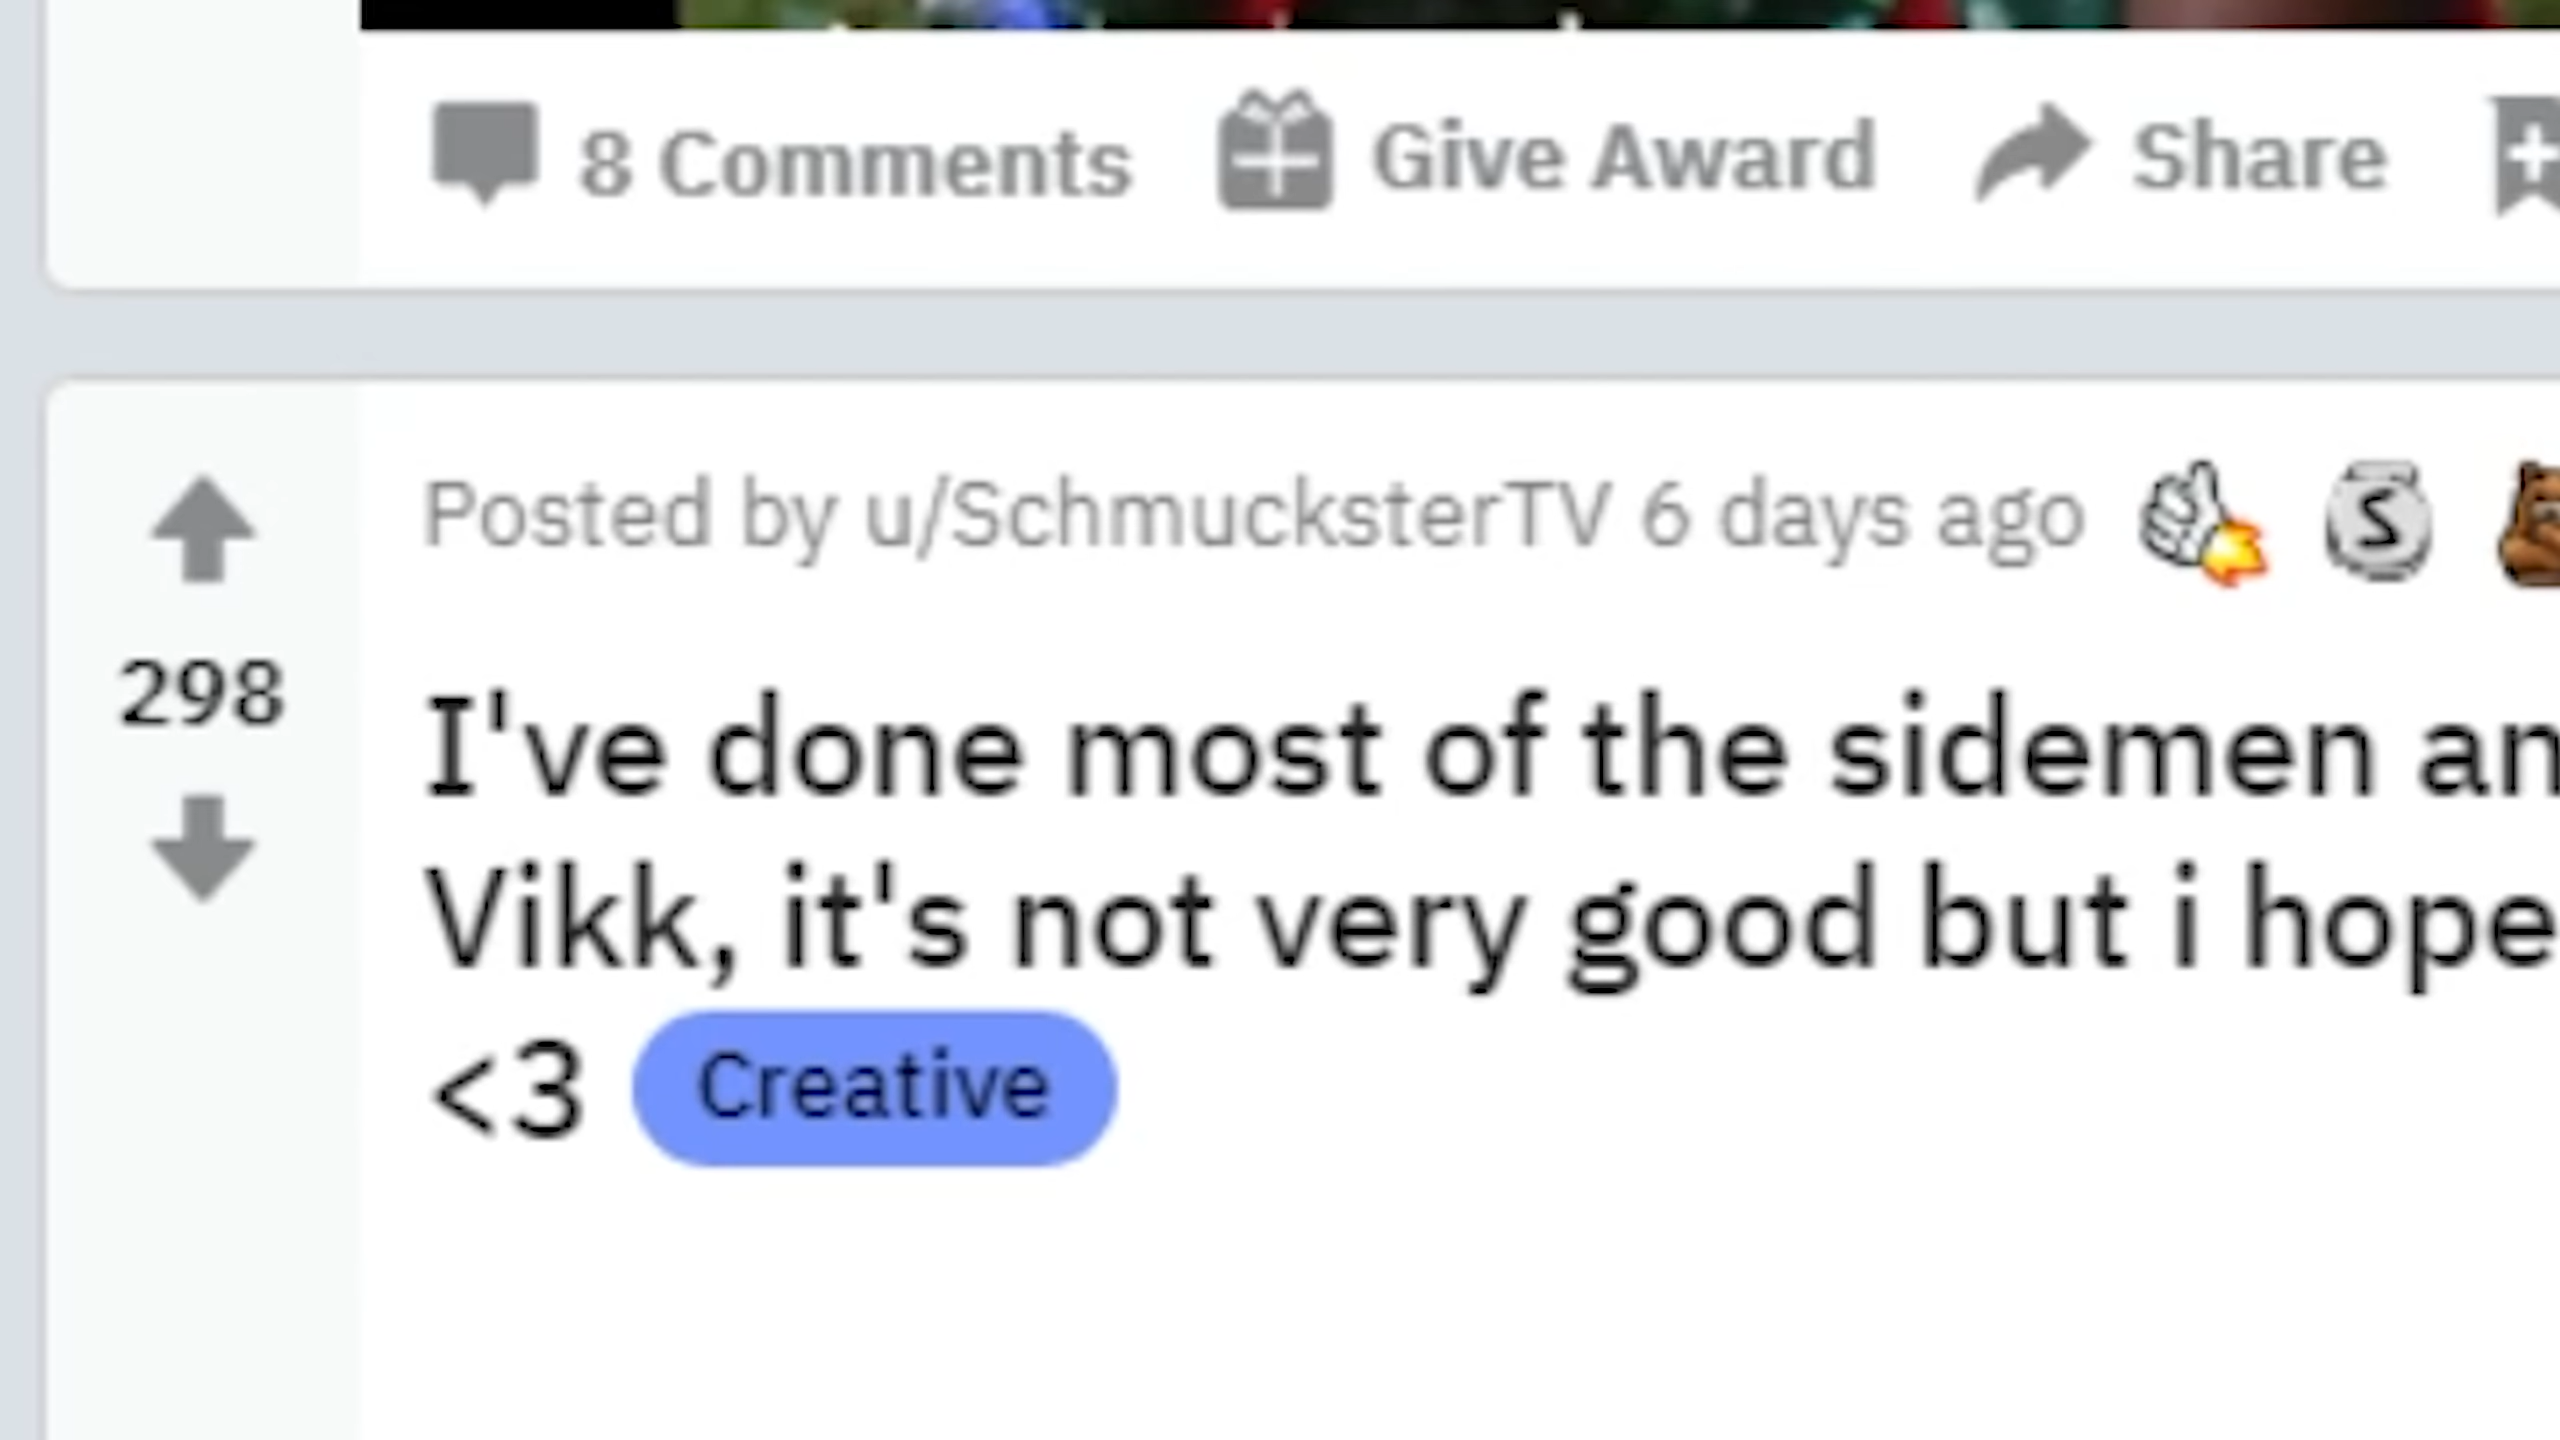 8 Comments Give Award Share
Posted by u/SchmucksterTV 6 days ago
298
I've done most of the sidemen an
Vikk, it's not very good but i hope
<3 Creative